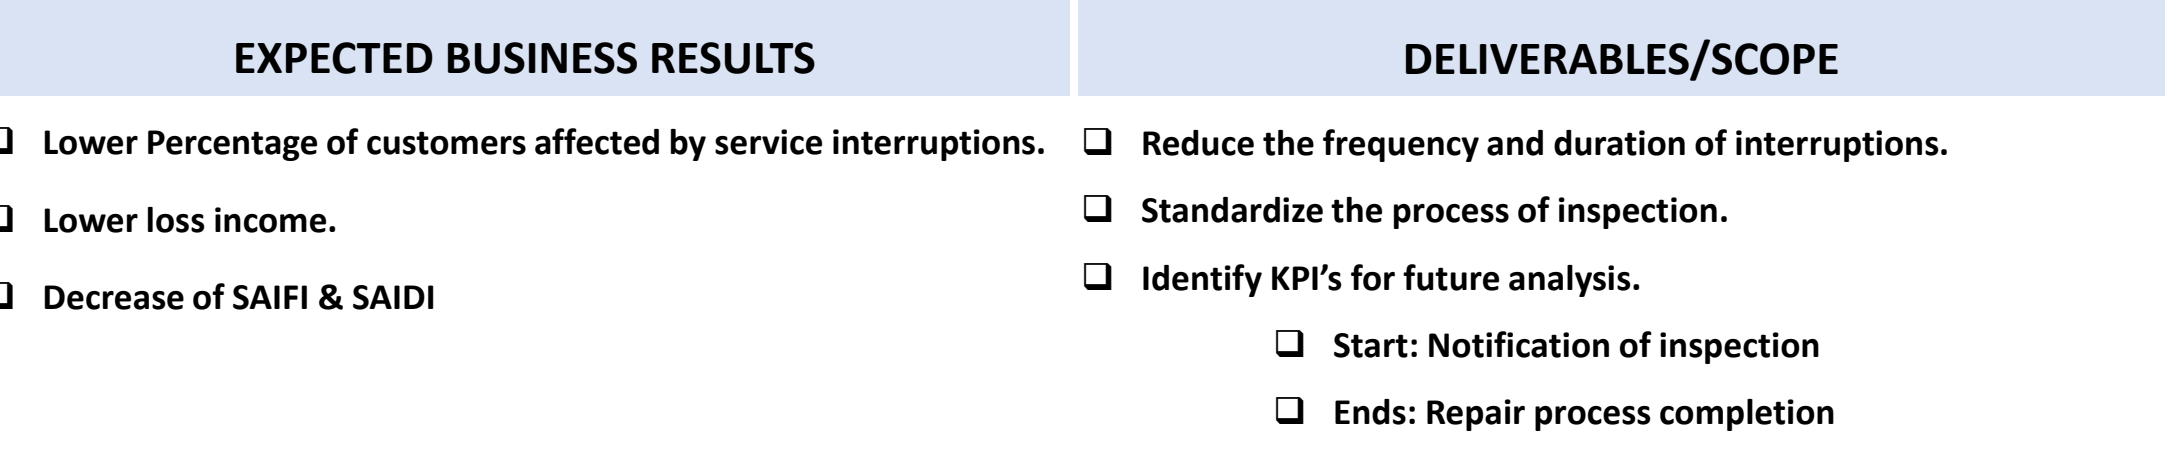 EXPECTED BUSINESS RESULTS
Lower Percentage of customers affected by service interruptions.
Lower loss income.
Decrease of SAIFI & SAIDI
DELIVERABLES/SCOPE
Reduce the frequency and duration of interruptions.
Standardize the process of inspection.
Identify KPI’s for future analysis.
Start: Notification of inspection
Ends: Repair process completion